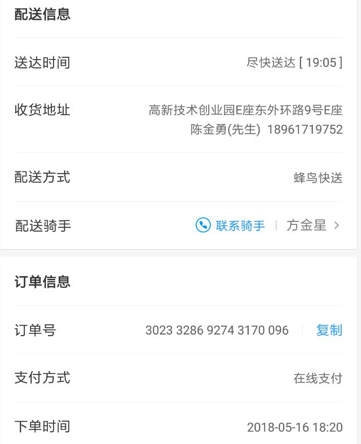 配送信息
送达时间 尽快送达 [ 19:05 ]
收货地址 高新技术创业园E座东外环路9号E座
陈金勇(先生) 18961719752
配送方式 蜂鸟快送
配送骑手 联系骑手 方金星
订单信息
订单号 3023 3286 9274 3170 096 复制
支付方式 在线支付
下单时间 2018-05-16 18:20